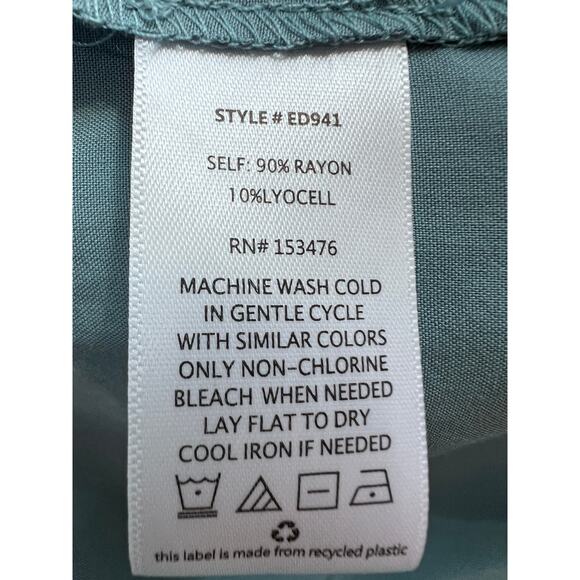 STYLE # ED941
SELF: 90% RAYON
10%LYOCELL
RN# 153476
MACHINE WASH COLD
IN GENTLE CYCLE
WITH SIMILAR COLORS
ONLY NON-CHLORINE
BLEACH WHEN NEEDED
LAY FLAT TO DRY
COOL IRON IF NEEDED
this label is made from recycled plastic